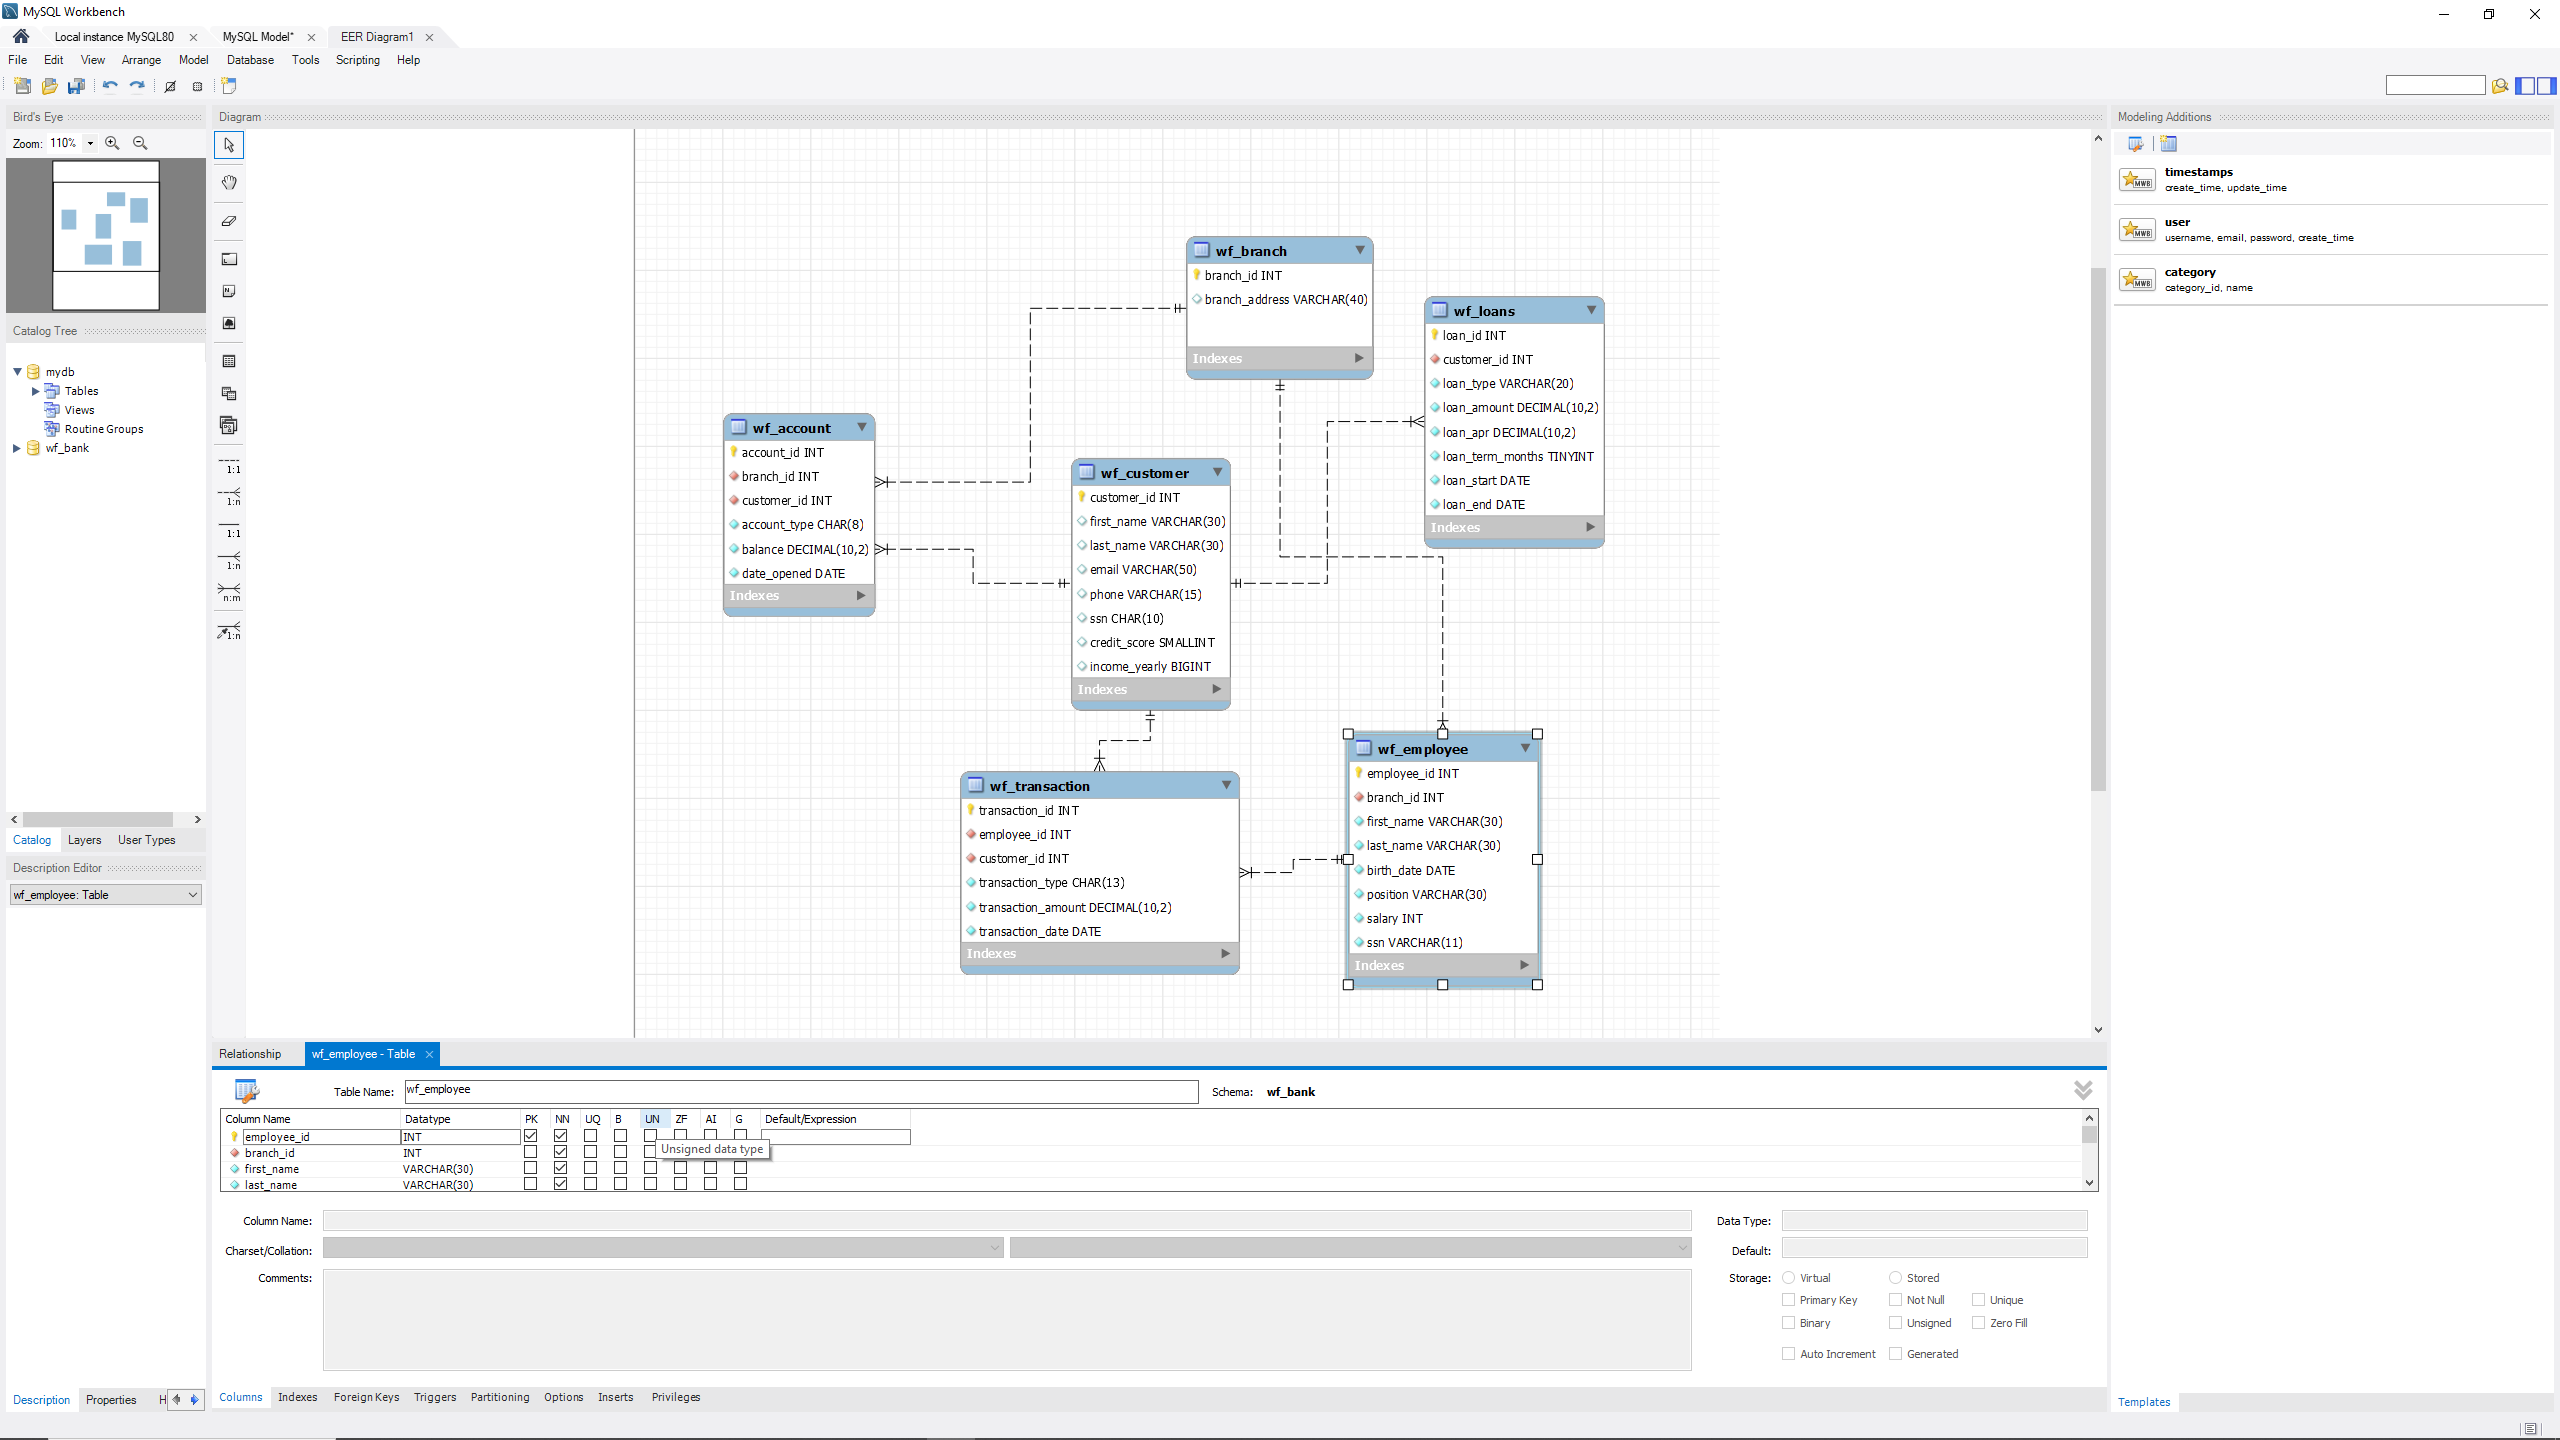 MySQL Workbench
Local instance MySQL80
MySQL Model*
EER Diagram1
File Edit View Arrange Model Database Tools Scripting Help
Bird's Eye
Zoom: 110%
Catalog Tree
mydb
Tables
Views
Routine Groups
wf_bank
Catalog Layers User Types
Description Editor
wf_employee: Table
Description Properties H
Diagram
1:1
1:n
1:1
1:n
n:m
1:n
wf_branch
branch_id INT
branch_address VARCHAR(40)
Indexes
wf_loans
loan_id INT
customer_id INT
loan_type VARCHAR(20)
loan_amount DECIMAL(10,2)
loan_apr DECIMAL(10,2)
loan_term_months TINYINT
loan_start DATE
loan_end DATE
Indexes
wf_account
account_id INT
branch_id INT
customer_id INT
account_type CHAR(8)
balance DECIMAL(10,2)
date_opened DATE
Indexes
wf_customer
customer_id INT
first_name VARCHAR(30)
last_name VARCHAR(30)
email VARCHAR(50)
phone VARCHAR(15)
ssn CHAR(10)
credit_score SMALLINT
income_yearly BIGINT
Indexes
wf_transaction
transaction_id INT
employee_id INT
customer_id INT
transaction_type CHAR(13)
transaction_amount DECIMAL(10,2)
transaction_date DATE
Indexes
wf_employee
employee_id INT
branch_id INT
first_name VARCHAR(30)
last_name VARCHAR(30)
birth_date DATE
position VARCHAR(30)
salary INT
ssn VARCHAR(11)
Indexes
Relationship
wf_employee - Table
Table Name: wf_employee
Schema: wf_bank
Column Name Datatype PK NN UQ B UN ZF AI G Default/Expression
employee_id INT
Unsigned data type
branch_id INT
first_name VARCHAR(30)
last_name VARCHAR(30)
Column Name:
Data Type:
Charset/Collation:
Default:
Comments:
Storage: Virtual Stored
Primary Key Not Null Unique
Binary Unsigned Zero Fill
Auto Increment Generated
Columns Indexes Foreign Keys Triggers Partitioning Options Inserts Privileges
Modeling Additions
timestamps
create_time, update_time
user
username, email, password, create_time
category
category_id, name
Templates